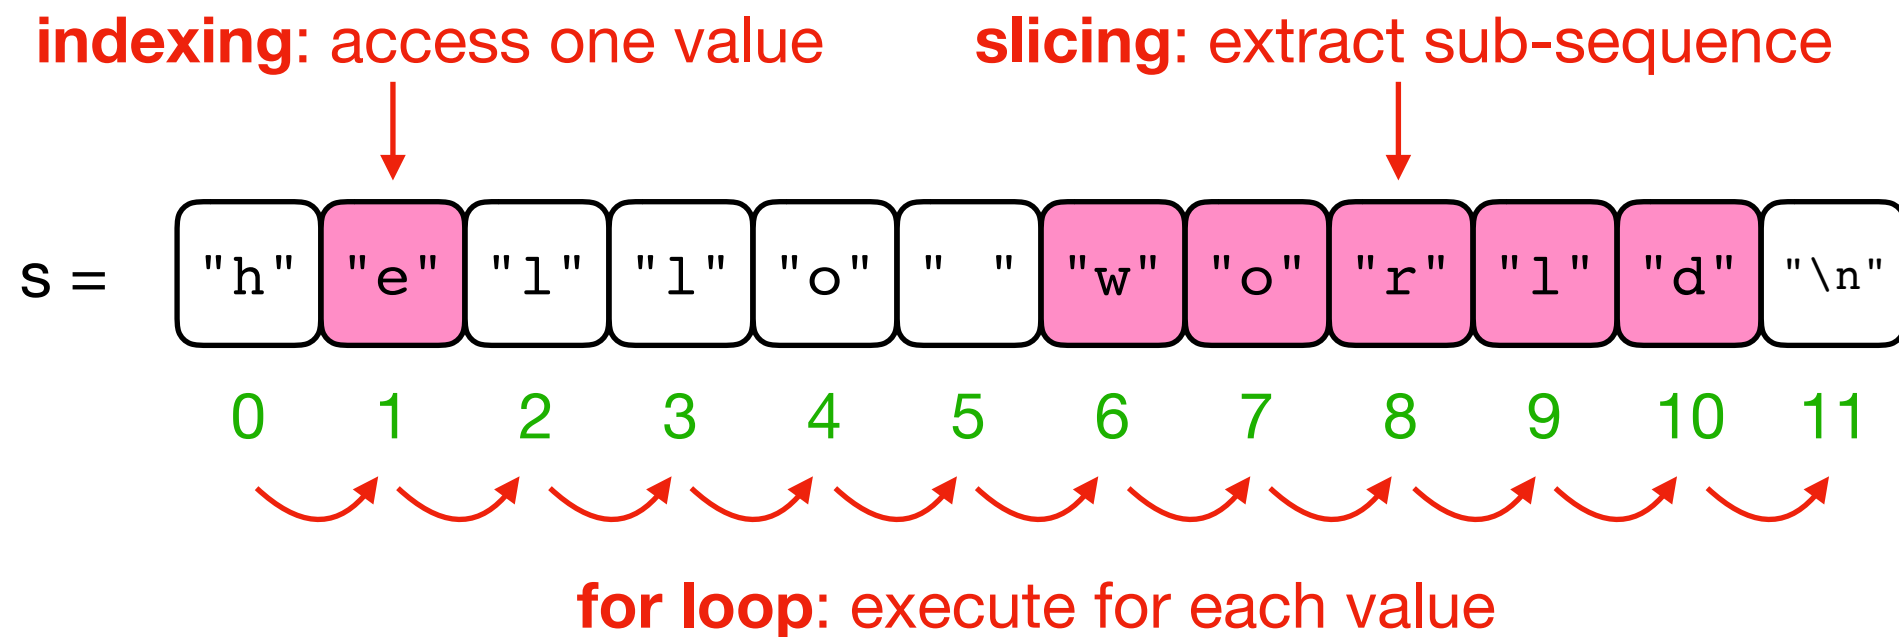 indexing: access one value slicing: extract sub-sequence
s = "h" "e" "l" "l" "o" " " "w" "o" "r" "l" "d" "\n"
0 1 2 3 4 5 6 7 8 9 10 11
for loop: execute for each value